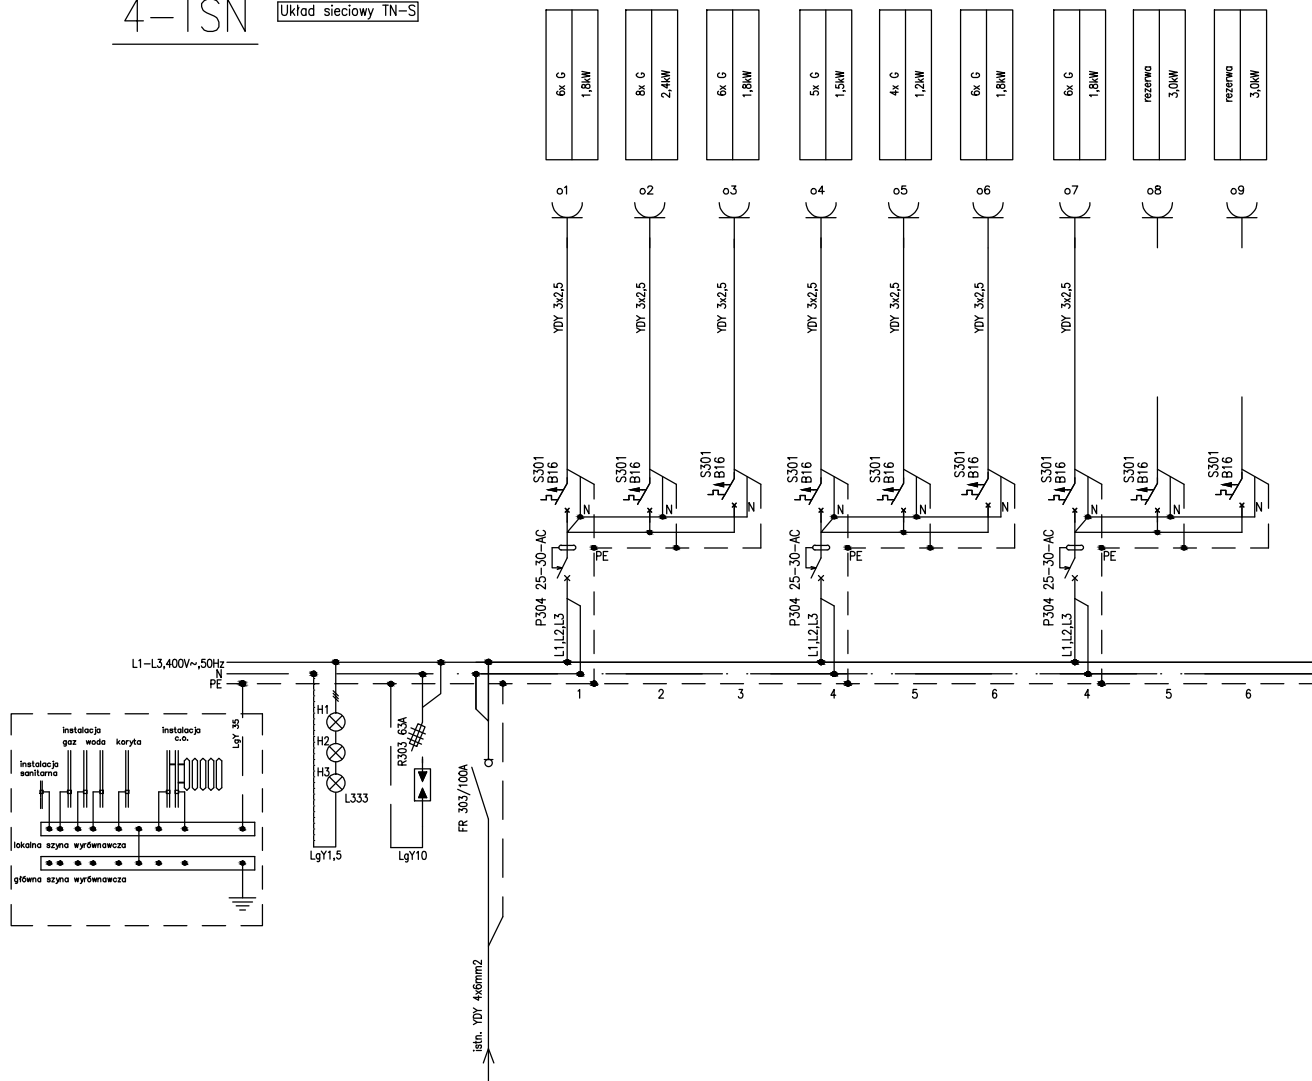 4-TSN
Układ sieciowy TN-S
6x G
1,8kW
8x G
2,4kW
6x G
1,8kW
5x G
1,5kW
4x G
1,2kW
6x G
1,8kW
6x G
1,8kW
rezerwa
3,0kW
rezerwa
3,0kW
o1
o2
o3
o4
o5
o6
o7
o8
o9
YDY 3x2,5
YDY 3x2,5
YDY 3x2,5
YDY 3x2,5
YDY 3x2,5
YDY 3x2,5
YDY 3x2,5
S301
B16
S301
B16
S301
B16
S301
B16
S301
B16
S301
B16
S301
B16
S301
B16
S301
B16
N
N
N
N
N
N
N
N
N
P304 25-30-AC
PE
P304 25-30-AC
PE
P304 25-30-AC
PE
L1,L2,L3
L1,L2,L3
L1,L2,L3
L1-L3,400V~,50Hz
N
PE
1
2
3
4
5
6
4
5
6
LgY 35
instalacja
gaz woda
koryta
instalacja
c.o.
instalacja
sanitarna
lokalna szyna wyrównawcza
główna szyna wyrównawcza
H1
H2
H3
L333
LgY1,5
R303 63A
LgY10
FR 303/100A
istn. YDY 4x6mm2